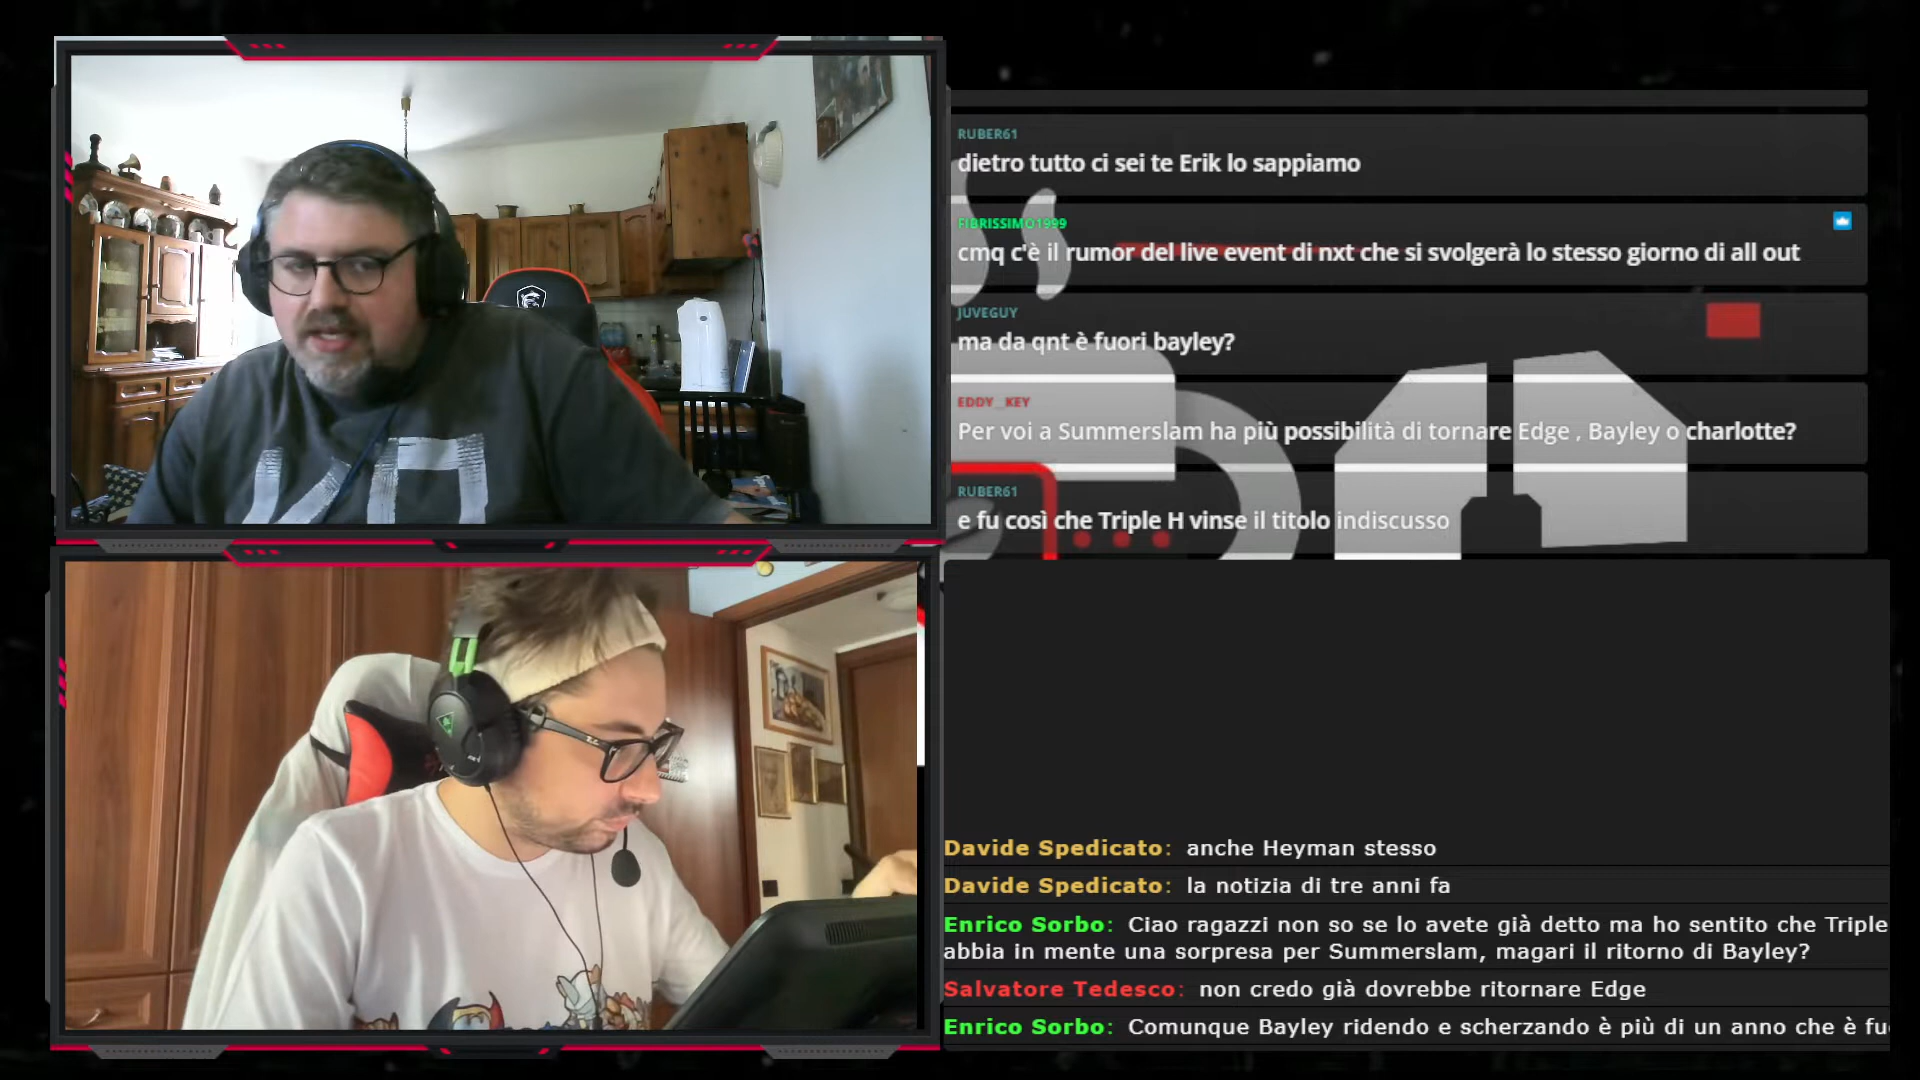 RUBER61
dietro tutto ci sei te Erik lo sappiamo
FIBRISSIMO1999
cmq c'è il rumor del live event di nxt che si svolgerà lo stesso giorno di all out
JUVEGUY
ma da qnt è fuori bayley?
EDDY__KEY
Per voi a Summerslam ha più possibilità di tornare Edge , Bayley o charlotte?
RUBER61
e fu così che Triple H vinse il titolo indiscusso
Davide Spedicato: anche Heyman stesso
Davide Spedicato: la notizia di tre anni fa
Enrico Sorbo: Ciao ragazzi non so se lo avete già detto ma ho sentito che Triple
abbia in mente una sorpresa per Summerslam, magari il ritorno di Bayley?
Salvatore Tedesco: non credo già dovrebbe ritornare Edge
Enrico Sorbo: Comunque Bayley ridendo e scherzando è più di un anno che è fu